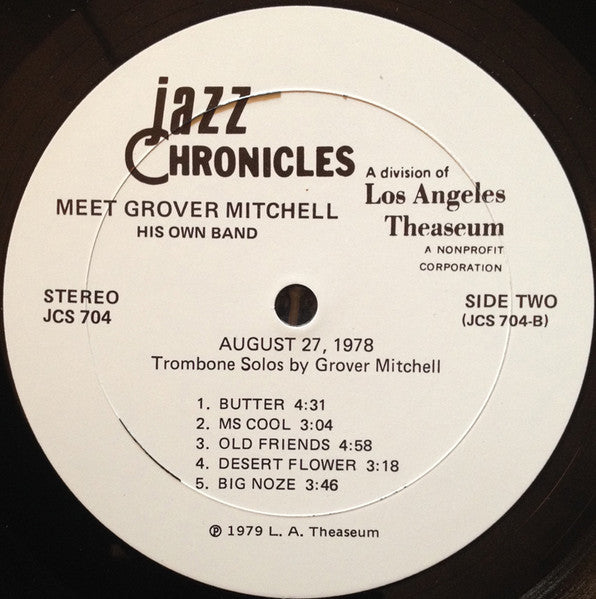 jazz
CHRONICLES
A division of
Los Angeles
Theaseum
A NONPROFIT
CORPORATION
MEET GROVER MITCHELL
HIS OWN BAND
STEREO
JCS 704
SIDE TWO
(JCS 704-B)
AUGUST 27, 1978
Trombone Solos by Grover Mitchell
1. BUTTER 4:31
2. MS COOL 3:04
3. OLD FRIENDS 4:58
4. DESERT FLOWER 3:18
5. BIG NOZE 3:46
℗ 1979 L. A. Theaseum